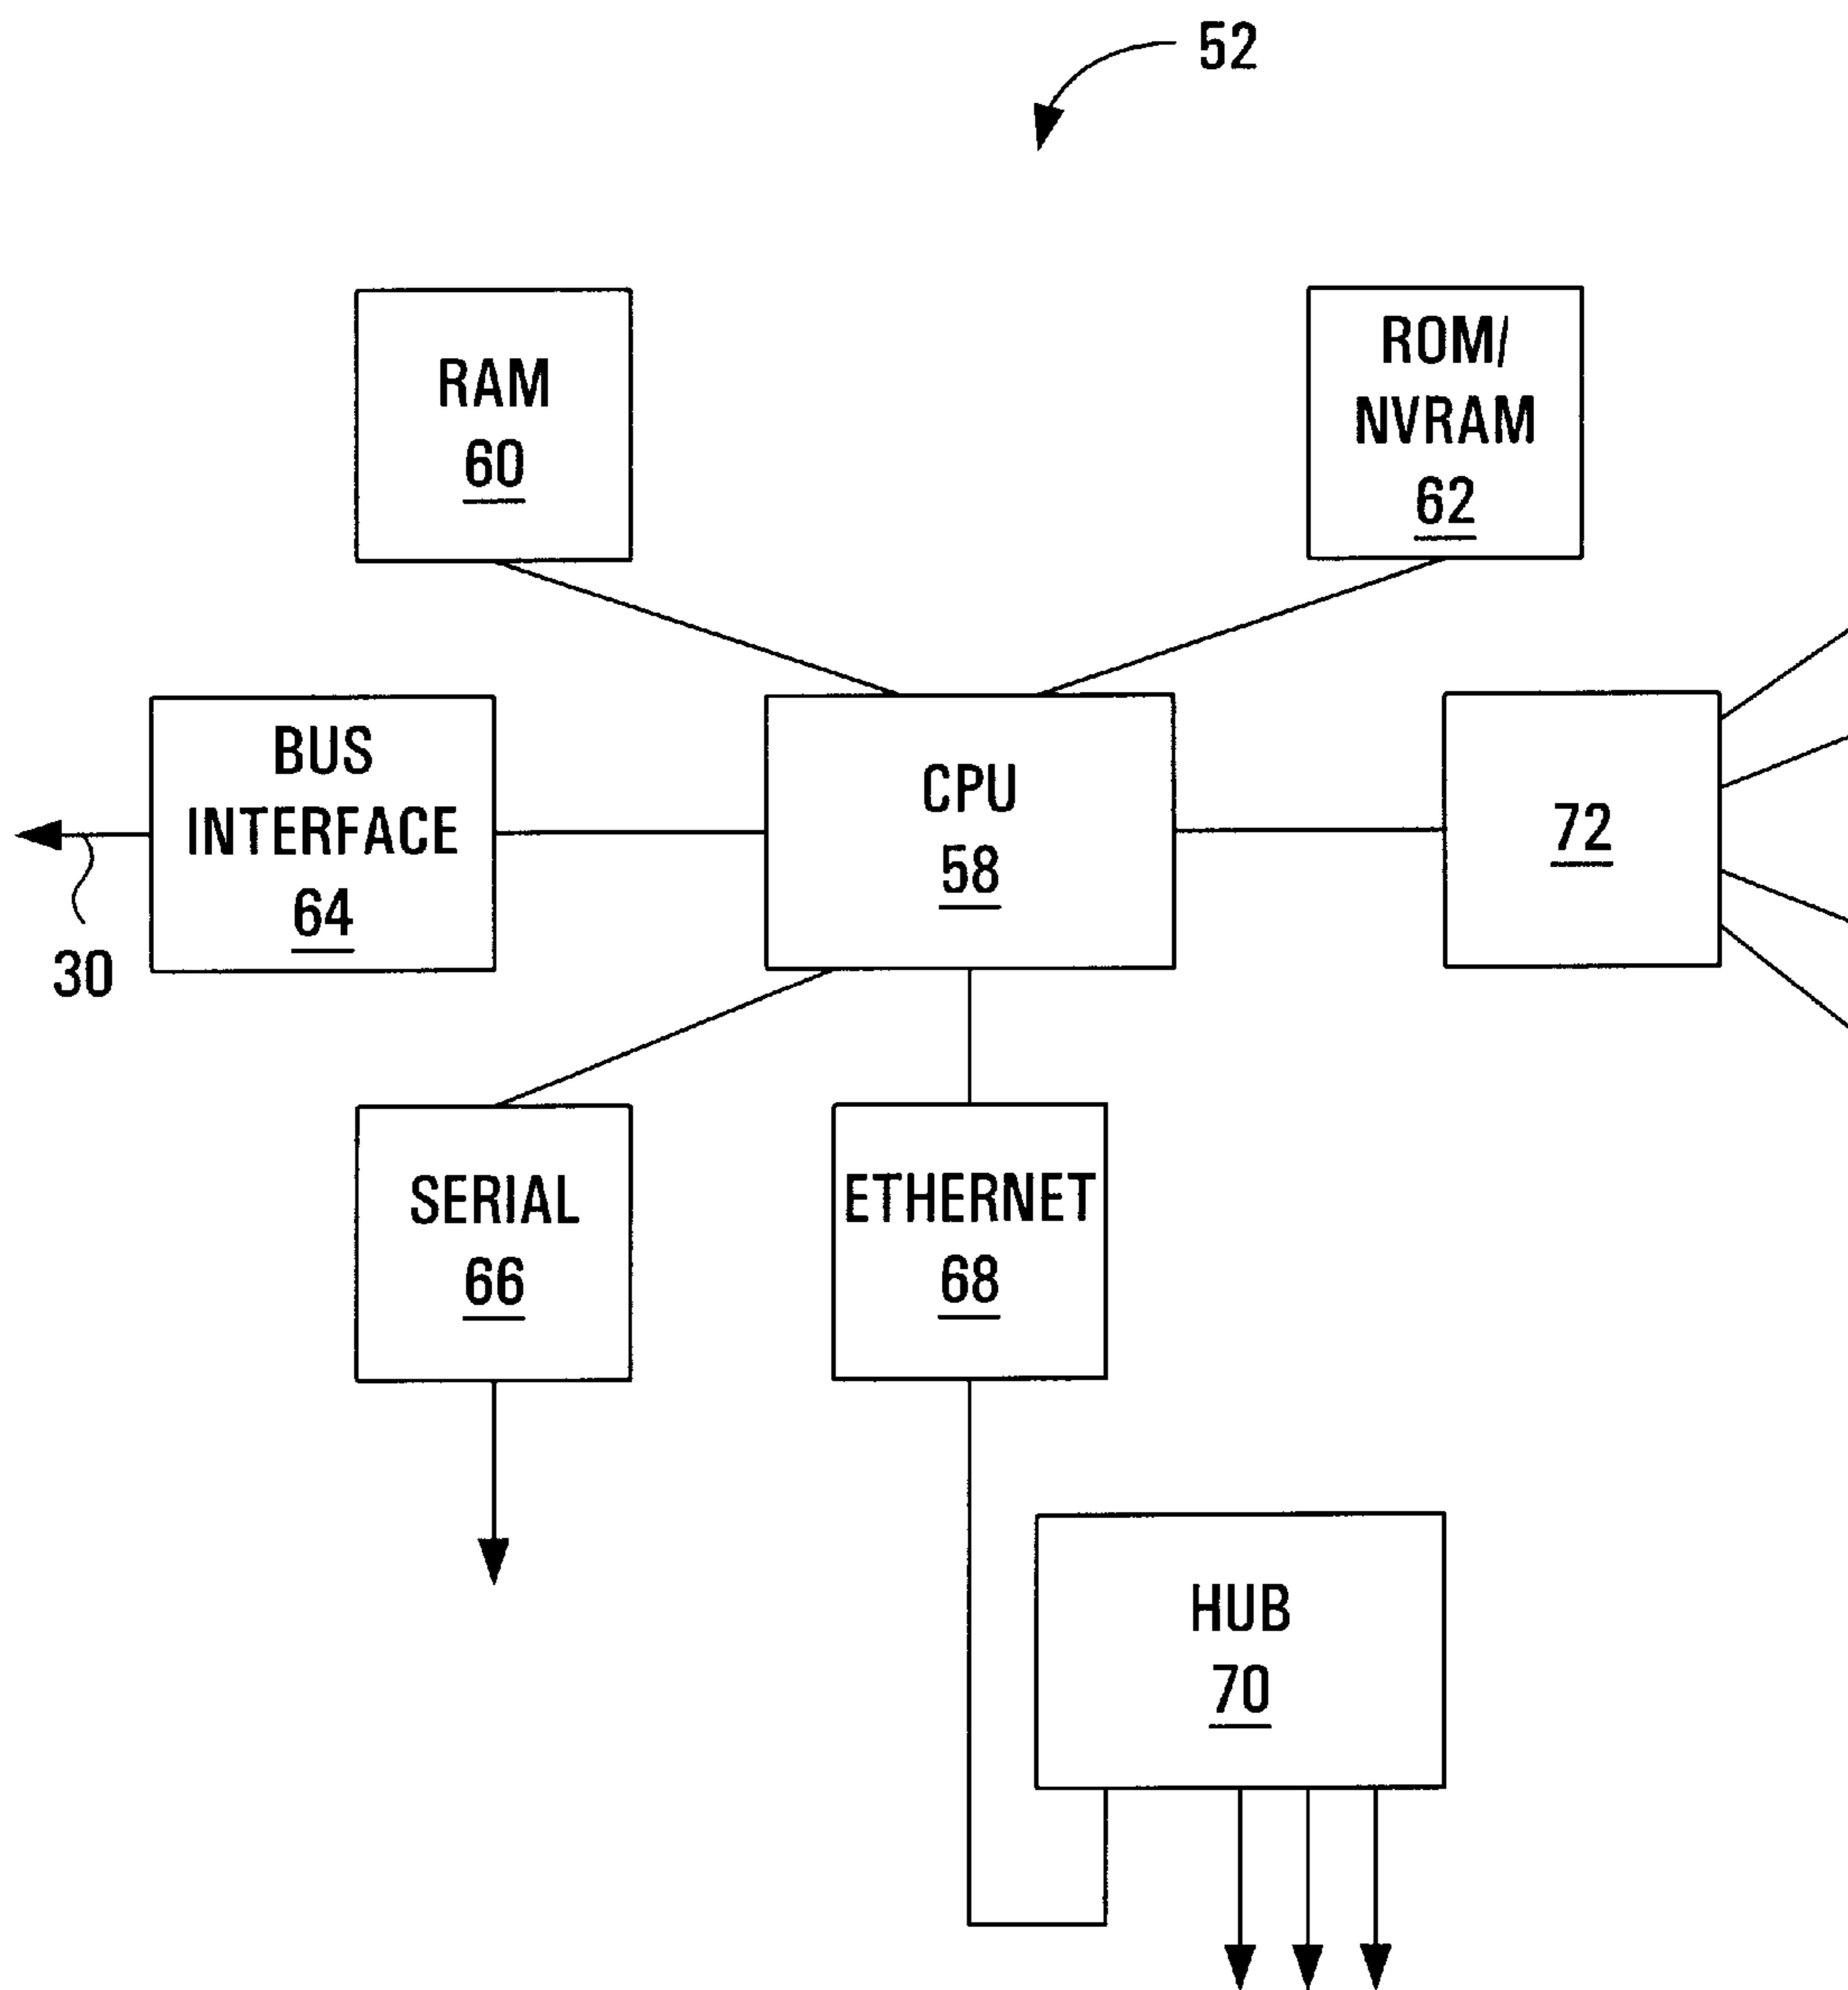 52
RAM
60
ROM/
NVRAM
62
BUS
INTERFACE
64
30
CPU
58
72
SERIAL
66
ETHERNET
68
HUB
70